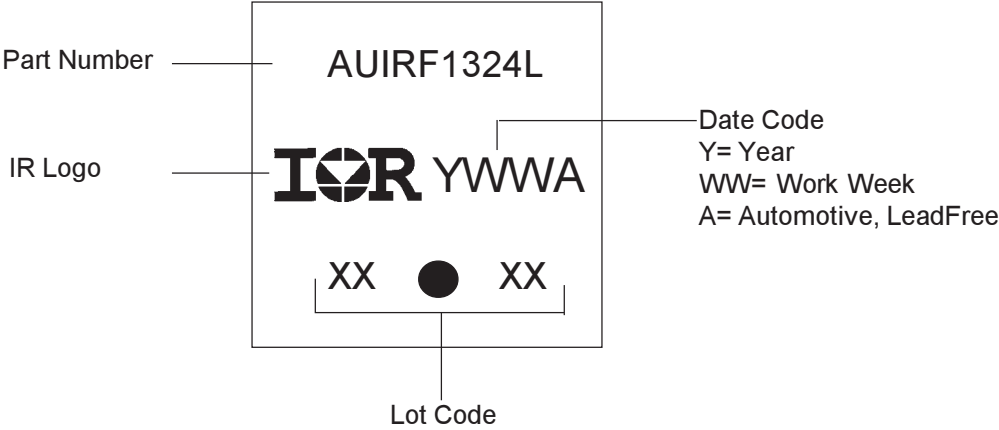 Part Number
AUIRF1324L
IR Logo
IOR YWWA
Date Code
Y= Year
WW= Work Week
A= Automotive, LeadFree
XX ● XX
Lot Code